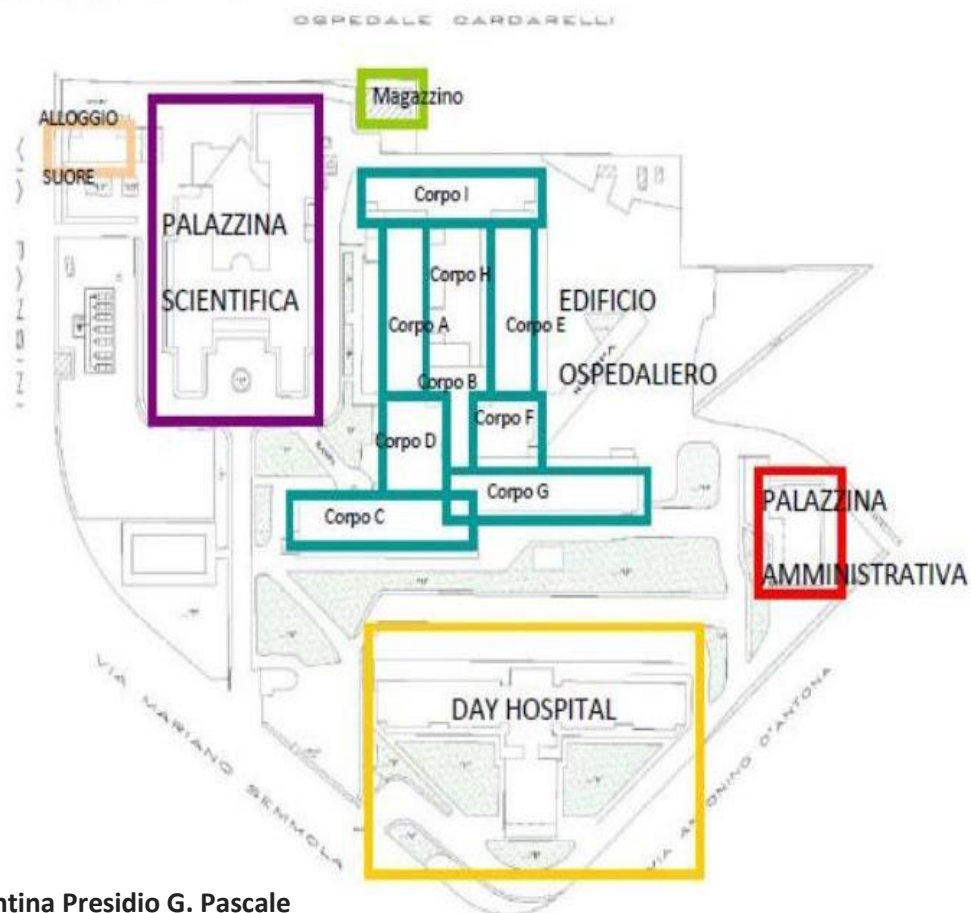 OSPEDALE CARDARELLI
Magazzino
ALLOGGIO
SUORE
PALAZZINA
SCIENTIFICA
Corpo I
Corpo H
Corpo A
Corpo E
EDIFICIO
OSPEDALIERO
Corpo B
Corpo D
Corpo F
Corpo G
Corpo C
PALAZZINA
AMMINISTRATIVA
DAY HOSPITAL
VIA MARIANO SEMMOLA
VIA ANTONINO D'ANTONA
ntina Presidio G. Pascale